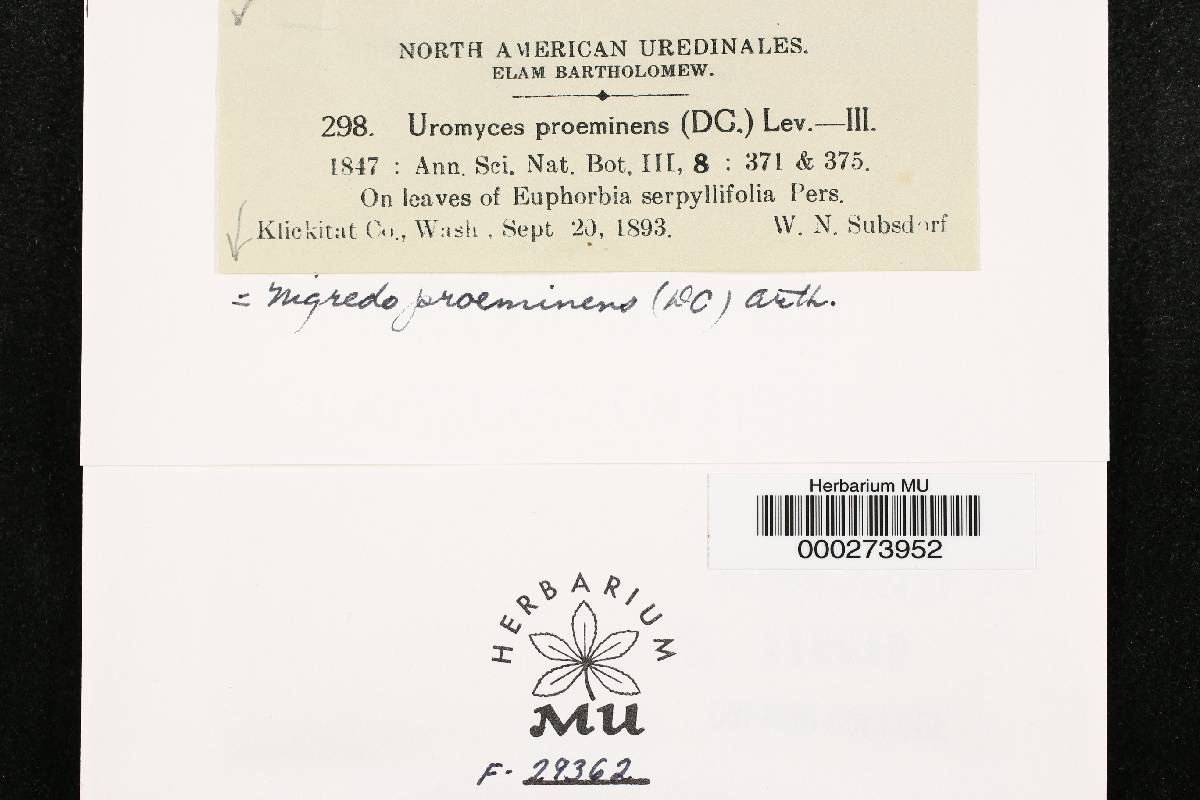 NORTH AMERICAN UREDINALES.
ELAM BARTHOLOMEW.
298. Uromyces proeminens (DC.) Lev.—III.
1847 : Ann. Sci. Nat. Bot. III, 8 : 371 & 375.
On leaves of Euphorbia serpyllifolia Pers.
Klickitat Co., Wash., Sept 20, 1893. W. N. Subsdorf
= Nigredo proeminens (DC) Arth.
Herbarium MU
000273952
HERBARIUM
MU
F- 29362